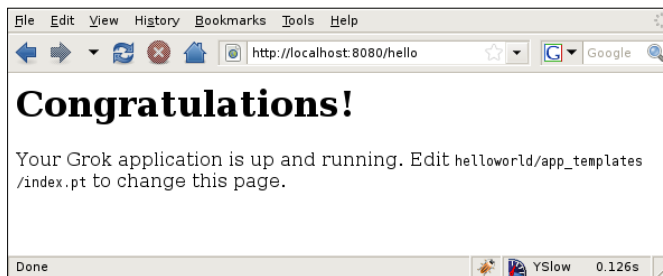 File Edit View History Bookmarks Tools Help
http://localhost:8080/hello G Google
Congratulations!
Your Grok application is up and running. Edit helloworld/app_templates
/index.pt to change this page.
Done YSlow 0.126s